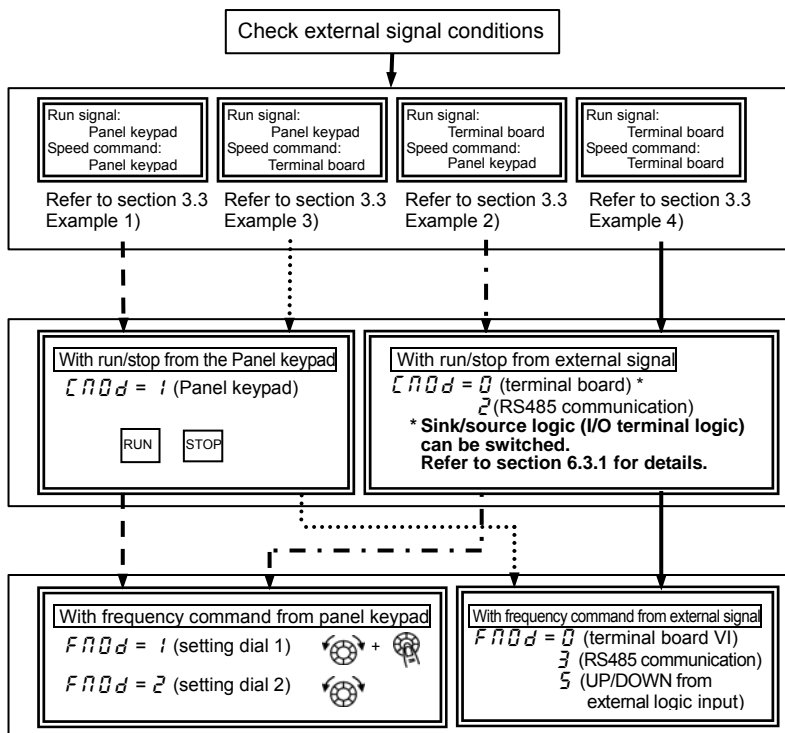 Check external signal conditions
Run signal:
Panel keypad
Speed command:
Panel keypad
Refer to section 3.3
Example 1)
Run signal:
Panel keypad
Speed command:
Terminal board
Refer to section 3.3
Example 3)
Run signal:
Terminal board
Speed command:
Panel keypad
Refer to section 3.3
Example 2)
Run signal:
Terminal board
Speed command:
Terminal board
Refer to section 3.3
Example 4)
With run/stop from the Panel keypad
CMOd = 1 (Panel keypad)
RUN STOP
With run/stop from external signal
CMOd = 0 (terminal board) *
2 (RS485 communication)
* Sink/source logic (I/O terminal logic)
can be switched.
Refer to section 6.3.1 for details.
With frequency command from panel keypad
FMOd = 1 (setting dial 1) +
FMOd = 2 (setting dial 2)
With frequency command from external signal
FMOd = 0 (terminal board VI)
3 (RS485 communication)
5 (UP/DOWN from
external logic input)